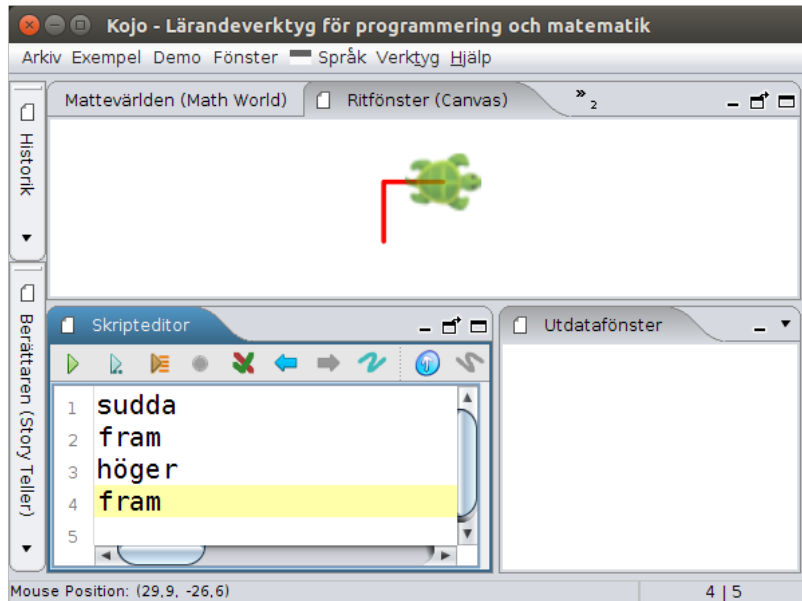 Kojo - Lärandeverktyg för programmering och matematik
Arkiv Exempel Demo Fönster Språk Verktyg Hjälp
Historik
Berättaren (Story Teller)
Mattevärlden (Math World) Ritfönster (Canvas) » 2
Skripteditor
1 sudda
2 fram
3 höger
4 fram
5
Utdatafönster
Mouse Position: (29,9, -26,6) 4 | 5